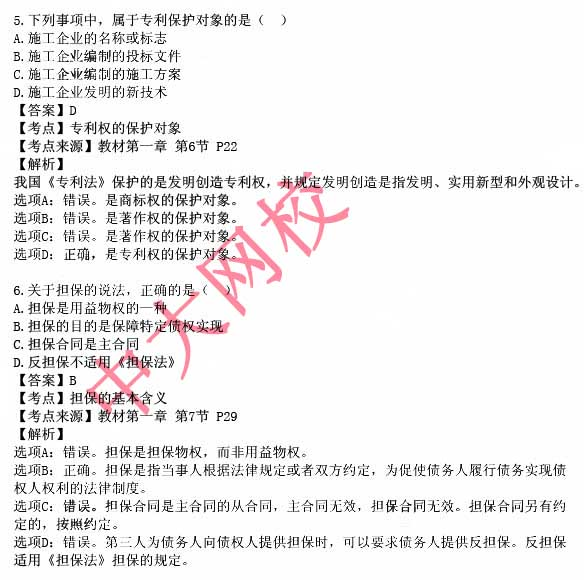 5.下列事项中，属于专利保护对象的是（　）
A.施工企业的名称或标志
B.施工企业编制的投标文件
C.施工企业编制的施工方案
D.施工企业发明的新技术
【答案】D
【考点】专利权的保护对象
【考点来源】教材第一章 第6节 P22
【解析】
我国《专利法》保护的是发明创造专利权，并规定发明创造是指发明、实用新型和外观设计。
选项A：错误。是商标权的保护对象。
选项B：错误。是著作权的保护对象。
选项C：错误。是著作权的保护对象。
选项D：正确，是专利权的保护对象。
6.关于担保的说法，正确的是（　）
A.担保是用益物权的一种
B.担保的目的是保障特定债权实现
C.担保合同是主合同
D.反担保不适用《担保法》
【答案】B
【考点】担保的基本含义
【考点来源】教材第一章 第7节 P29
【解析】
选项A：错误。担保是担保物权，而非用益物权。
选项B：正确。担保是指当事人根据法律规定或者双方约定，为促使债务人履行债务实现债
权人权利的法律制度。
选项C：错误。担保合同是主合同的从合同，主合同无效，担保合同无效。担保合同另有约
定的，按照约定。
选项D：错误。第三人为债务人向债权人提供担保时，可以要求债务人提供反担保。反担保
适用《担保法》担保的规定。
中大网校